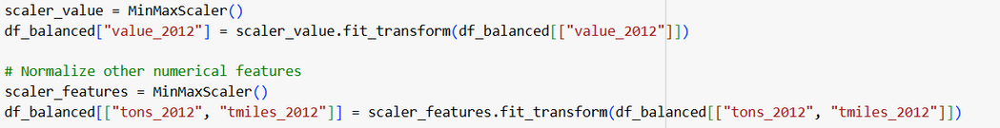 scaler_value = MinMaxScaler()
df_balanced["value_2012"] = scaler_value.fit_transform(df_balanced[["value_2012"]])
# Normalize other numerical features
scaler_features = MinMaxScaler()
df_balanced[["tons_2012", "tmiles_2012"]] = scaler_features.fit_transform(df_balanced[["tons_2012", "tmiles_2012"]])